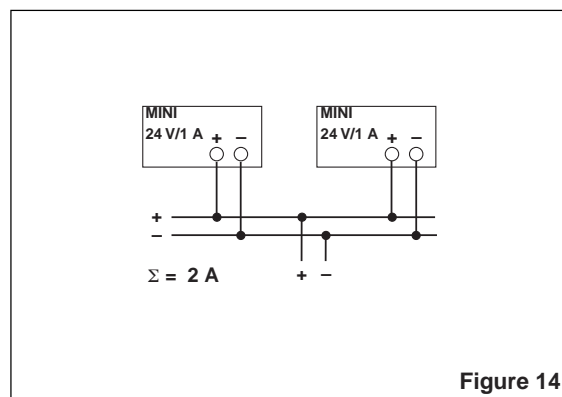 MINI MINI
24 V/1 A + – 24 V/1 A + –
+
–
Σ = 2 A + –
Figure 14